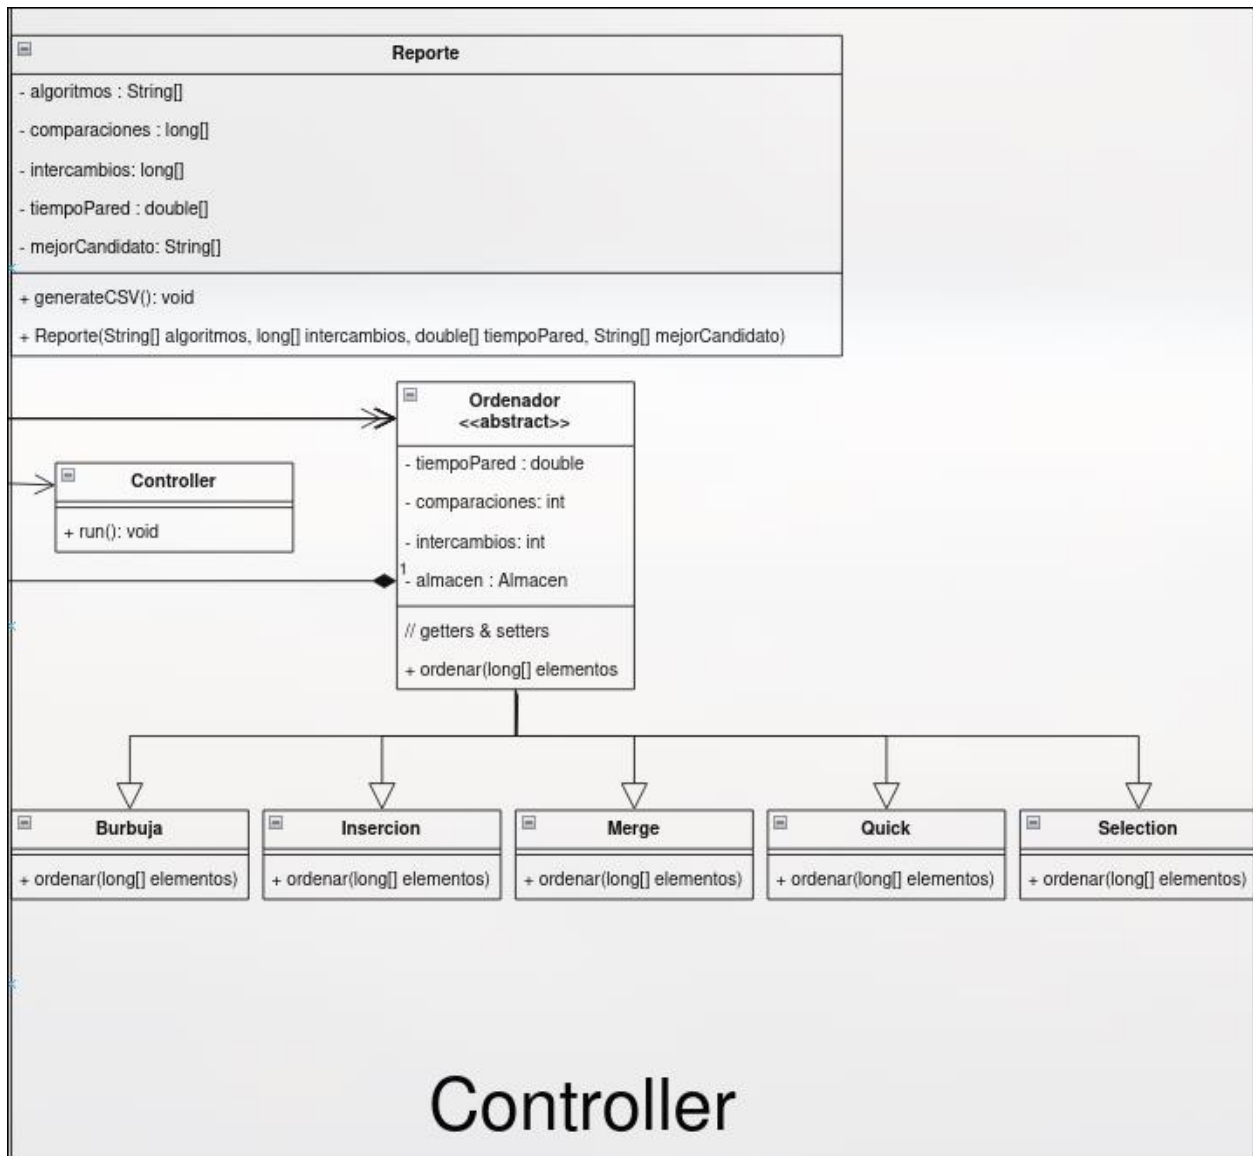 Reporte
- algoritmos : String[]
- comparaciones : long[]
- intercambios: long[]
- tiempoPared : double[]
- mejorCandidato: String[]
+ generateCSV(): void
+ Reporte(String[] algoritmos, long[] intercambios, double[] tiempoPared, String[] mejorCandidato)
Ordenador
<<abstract>>
- tiempoPared : double
- comparaciones: int
- intercambios: int
1
- almacen : Almacen
// getters & setters
+ ordenar(long[] elementos
Controller
+ run(): void
Burbuja
+ ordenar(long[] elementos)
Insercion
+ ordenar(long[] elementos)
Merge
+ ordenar(long[] elementos)
Quick
+ ordenar(long[] elementos)
Selection
+ ordenar(long[] elementos)
Controller